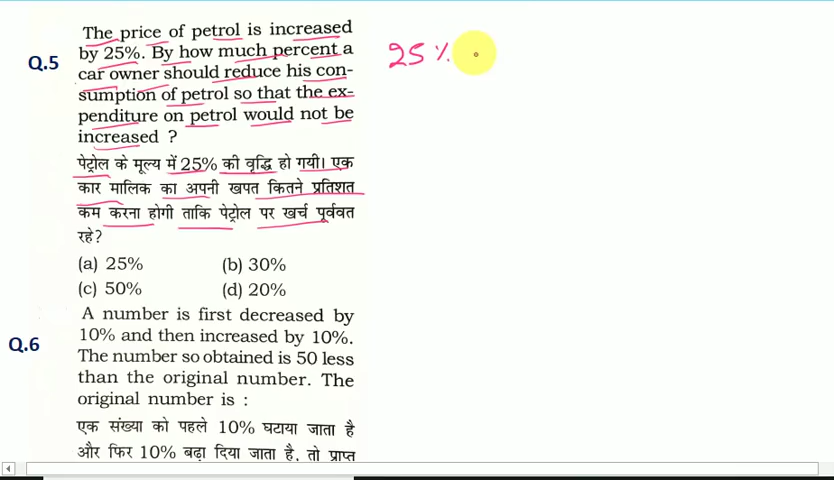 Q.5
The price of petrol is increased
by 25%. By how much percent a
car owner should reduce his con-
sumption of petrol so that the ex-
penditure on petrol would not be
increased ?
पेट्रोल के मूल्य में 25% की वृद्धि हो गयी। एक
कार मालिक का अपनी खपत कितने प्रतिशत
कम करना होगी ताकि पेट्रोल पर खर्च पूर्ववत
रहे?
(a) 25% (b) 30%
(c) 50% (d) 20%
25 %
Q.6
A number is first decreased by
10% and then increased by 10%.
The number so obtained is 50 less
than the original number. The
original number is :
एक संख्या को पहले 10% घटाया जाता है
और फिर 10% बढ़ा दिया जाता है, तो प्राप्त